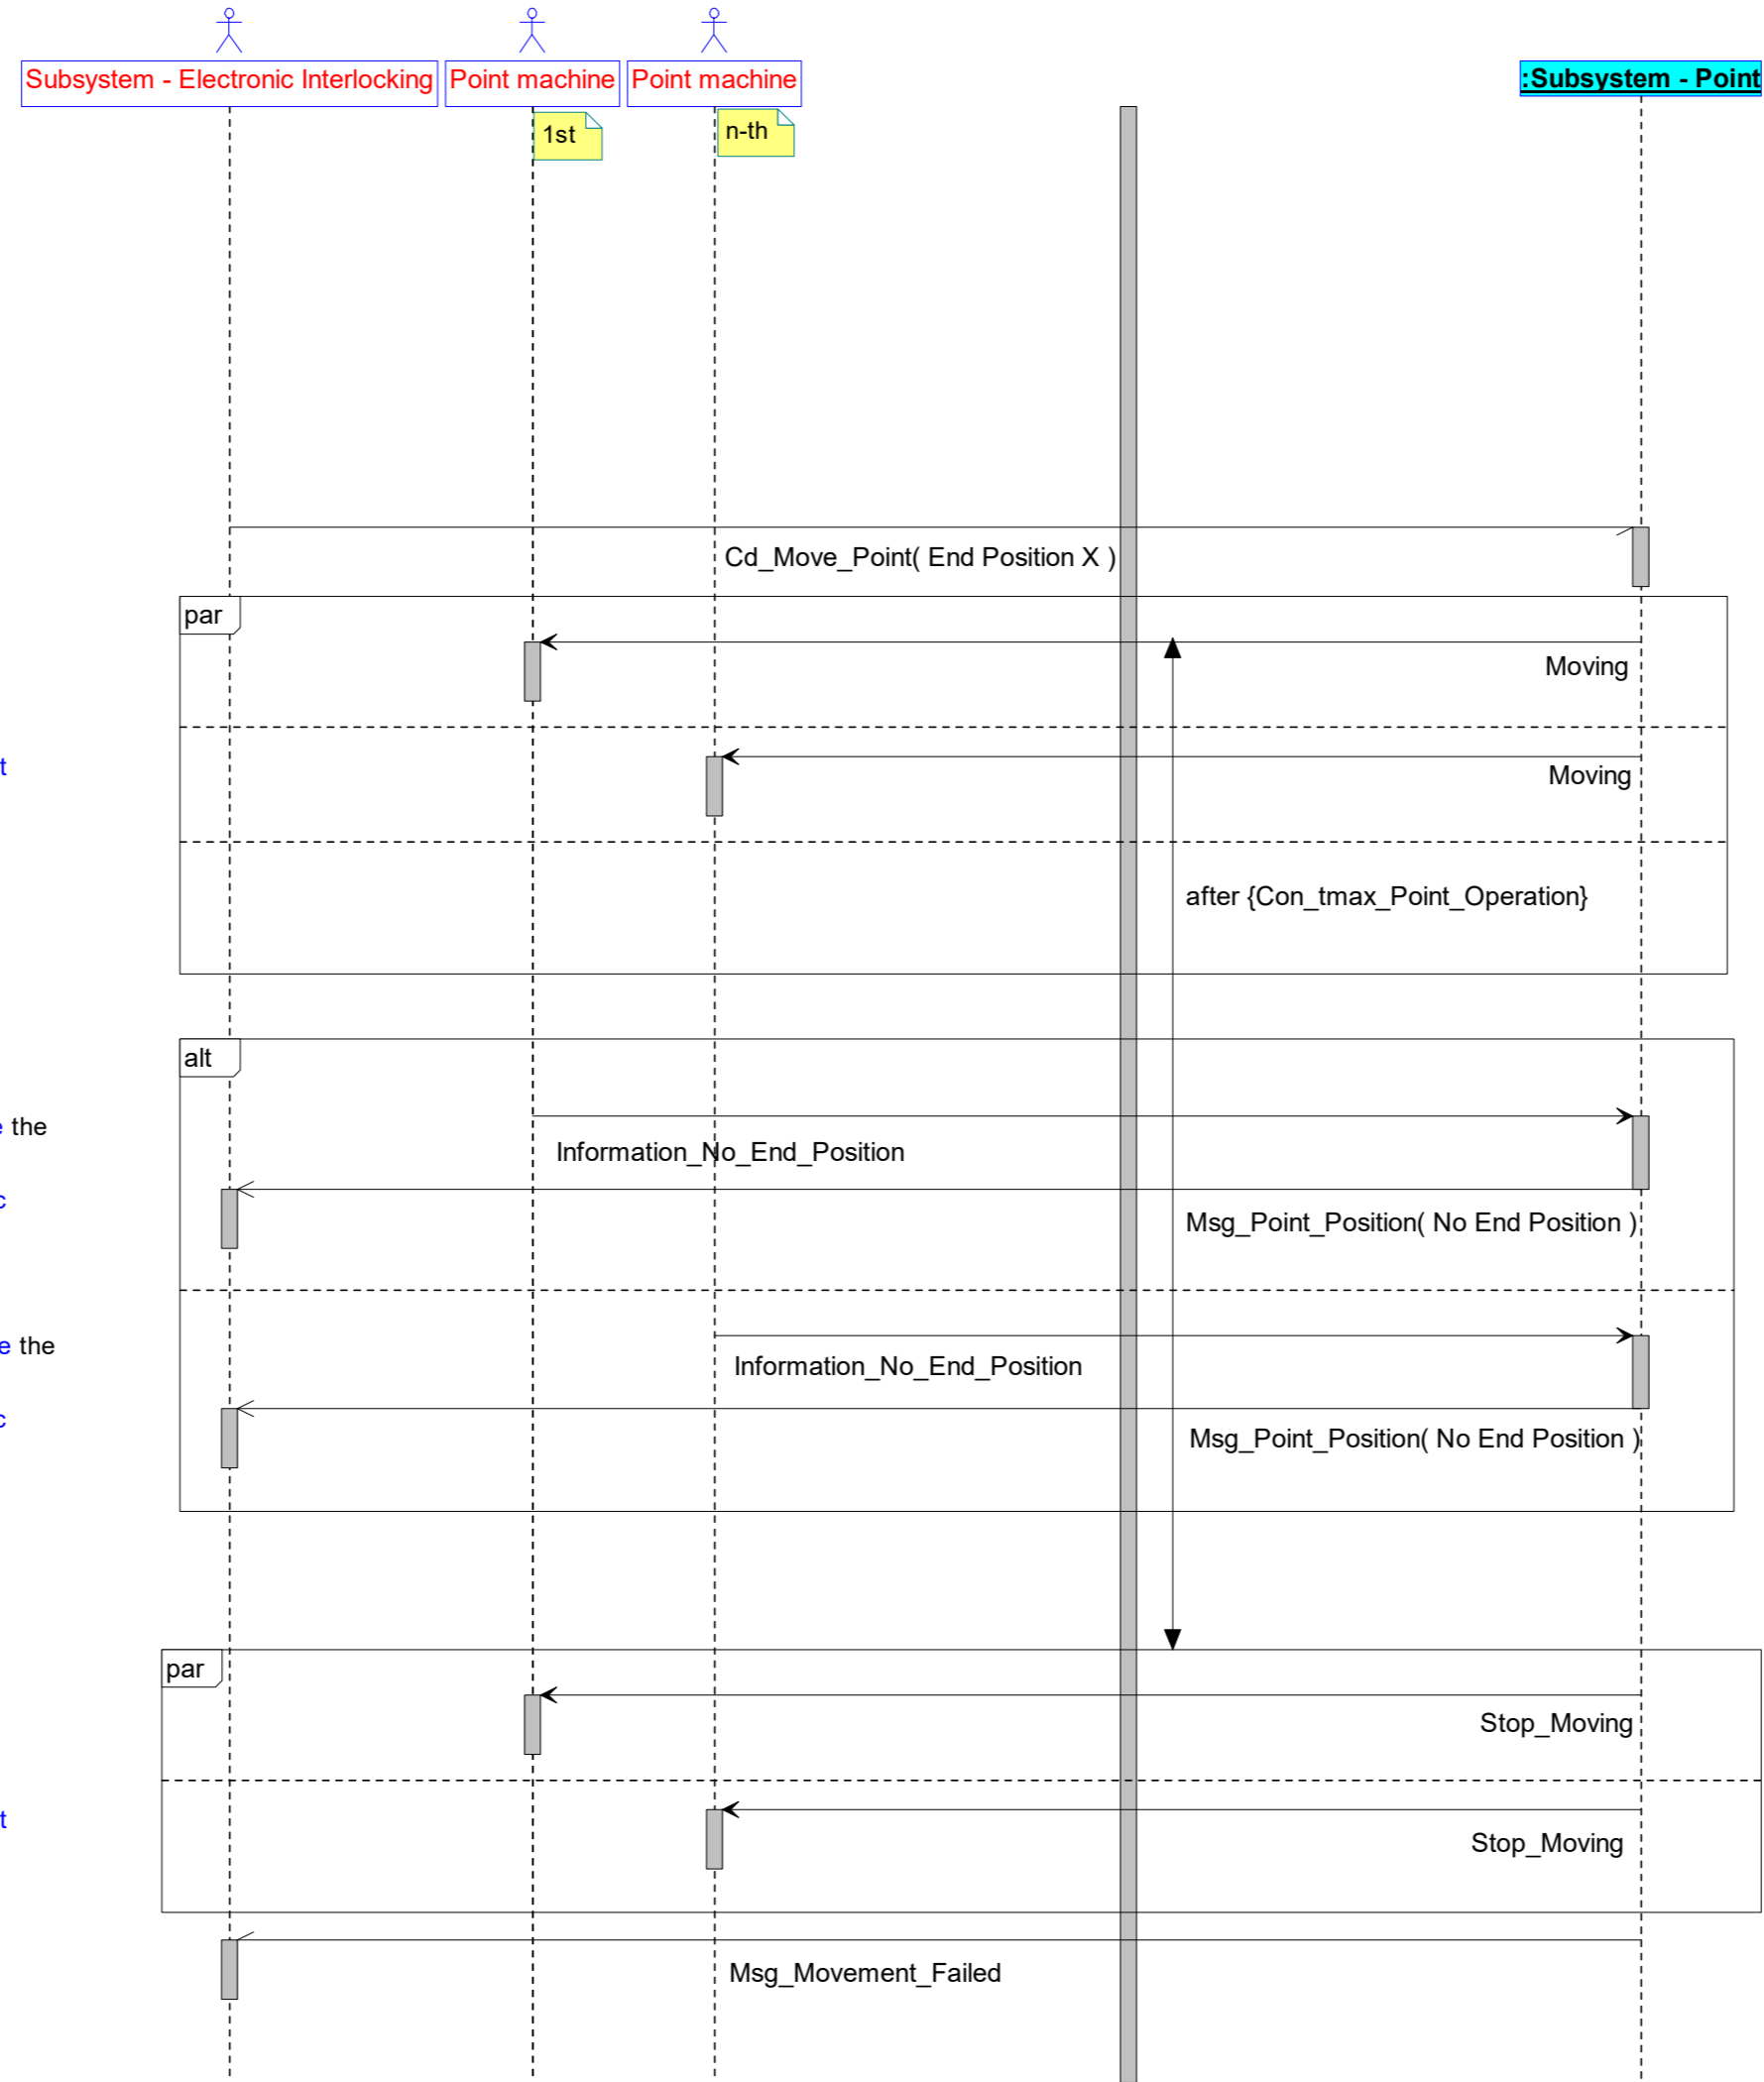 Subsystem - Electronic Interlocking
Point machine
Point machine
:Subsystem - Point
1st
n-th
Cd_Move_Point( End Position X )
par
Moving
t
Moving
after {Con_tmax_Point_Operation}
alt
e the
Information_No_End_Position
c
Msg_Point_Position( No End Position )
e the
Information_No_End_Position
c
Msg_Point_Position( No End Position )
par
Stop_Moving
t
Stop_Moving
Msg_Movement_Failed